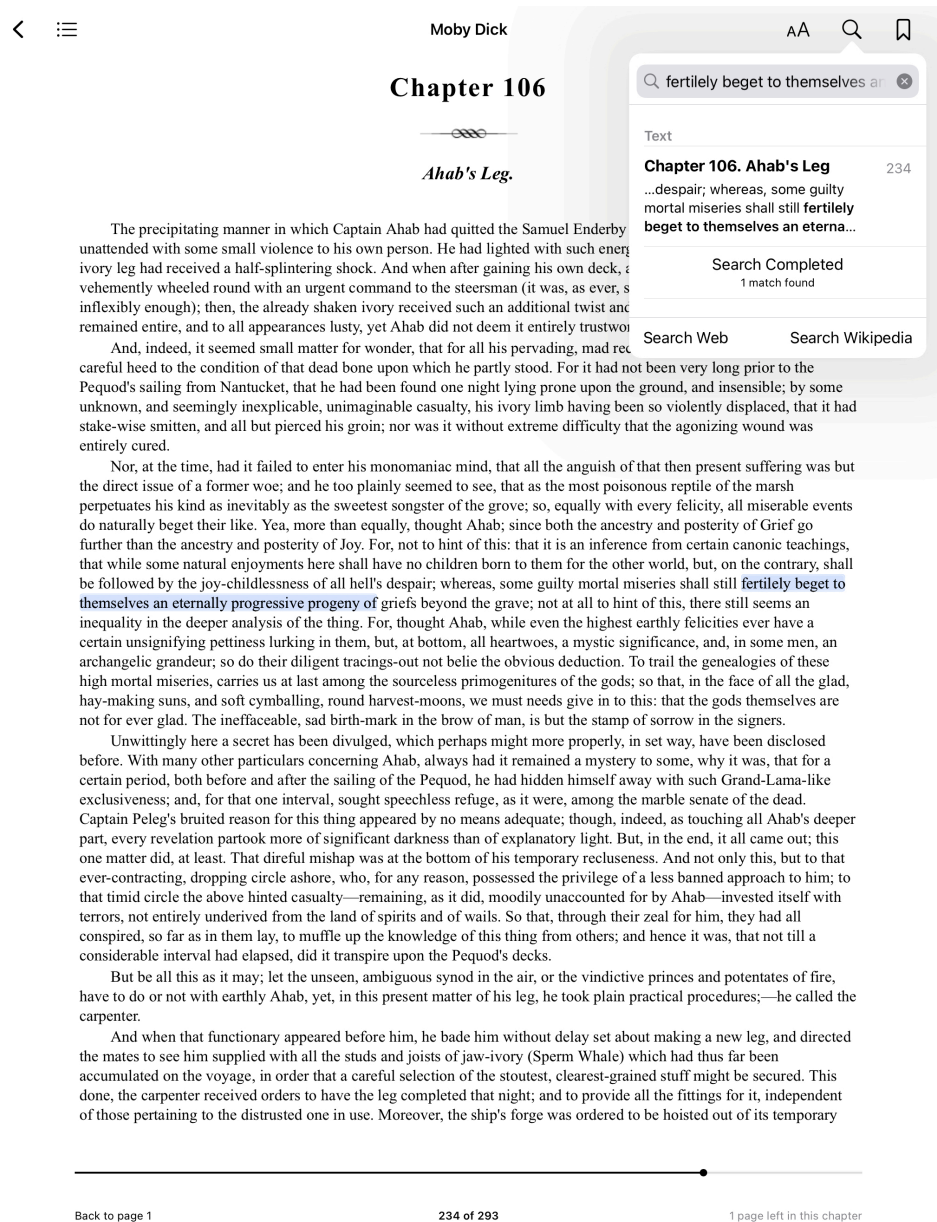 Moby Dick
AA
fertilely beget to themselves an
Text
Chapter 106. Ahab's Leg 234
...despair; whereas, some guilty
mortal miseries shall still fertilely
beget to themselves an eterna...
Search Completed
1 match found
Search Web Search Wikipedia
Chapter 106
Ahab's Leg.
The precipitating manner in which Captain Ahab had quitted the Samuel Enderby
unattended with some small violence to his own person. He had lighted with such energ
ivory leg had received a half-splintering shock. And when after gaining his own deck, a
vehemently wheeled round with an urgent command to the steersman (it was, as ever, s
inflexibly enough); then, the already shaken ivory received such an additional twist and
remained entire, and to all appearances lusty, yet Ahab did not deem it entirely trustwor
And, indeed, it seemed small matter for wonder, that for all his pervading, mad rec
careful heed to the condition of that dead bone upon which he partly stood. For it had not been very long prior to the
Pequod's sailing from Nantucket, that he had been found one night lying prone upon the ground, and insensible; by some
unknown, and seemingly inexplicable, unimaginable casualty, his ivory limb having been so violently displaced, that it had
stake-wise smitten, and all but pierced his groin; nor was it without extreme difficulty that the agonizing wound was
entirely cured.
Nor, at the time, had it failed to enter his monomaniac mind, that all the anguish of that then present suffering was but
the direct issue of a former woe; and he too plainly seemed to see, that as the most poisonous reptile of the marsh
perpetuates his kind as inevitably as the sweetest songster of the grove; so, equally with every felicity, all miserable events
do naturally beget their like. Yea, more than equally, thought Ahab; since both the ancestry and posterity of Grief go
further than the ancestry and posterity of Joy. For, not to hint of this: that it is an inference from certain canonic teachings,
that while some natural enjoyments here shall have no children born to them for the other world, but, on the contrary, shall
be followed by the joy-childlessness of all hell's despair; whereas, some guilty mortal miseries shall still fertilely beget to
themselves an eternally progressive progeny of griefs beyond the grave; not at all to hint of this, there still seems an
inequality in the deeper analysis of the thing. For, thought Ahab, while even the highest earthly felicities ever have a
certain unsignifying pettiness lurking in them, but, at bottom, all heartwoes, a mystic significance, and, in some men, an
archangelic grandeur; so do their diligent tracings-out not belie the obvious deduction. To trail the genealogies of these
high mortal miseries, carries us at last among the sourceless primogenitures of the gods; so that, in the face of all the glad,
hay-making suns, and soft cymballing, round harvest-moons, we must needs give in to this: that the gods themselves are
not for ever glad. The ineffaceable, sad birth-mark in the brow of man, is but the stamp of sorrow in the signers.
Unwittingly here a secret has been divulged, which perhaps might more properly, in set way, have been disclosed
before. With many other particulars concerning Ahab, always had it remained a mystery to some, why it was, that for a
certain period, both before and after the sailing of the Pequod, he had hidden himself away with such Grand-Lama-like
exclusiveness; and, for that one interval, sought speechless refuge, as it were, among the marble senate of the dead.
Captain Peleg's bruited reason for this thing appeared by no means adequate; though, indeed, as touching all Ahab's deeper
part, every revelation partook more of significant darkness than of explanatory light. But, in the end, it all came out; this
one matter did, at least. That direful mishap was at the bottom of his temporary recluseness. And not only this, but to that
ever-contracting, dropping circle ashore, who, for any reason, possessed the privilege of a less banned approach to him; to
that timid circle the above hinted casualty—remaining, as it did, moodily unaccounted for by Ahab—invested itself with
terrors, not entirely underived from the land of spirits and of wails. So that, through their zeal for him, they had all
conspired, so far as in them lay, to muffle up the knowledge of this thing from others; and hence it was, that not till a
considerable interval had elapsed, did it transpire upon the Pequod's decks.
But be all this as it may; let the unseen, ambiguous synod in the air, or the vindictive princes and potentates of fire,
have to do or not with earthly Ahab, yet, in this present matter of his leg, he took plain practical procedures;—he called the
carpenter.
And when that functionary appeared before him, he bade him without delay set about making a new leg, and directed
the mates to see him supplied with all the studs and joists of jaw-ivory (Sperm Whale) which had thus far been
accumulated on the voyage, in order that a careful selection of the stoutest, clearest-grained stuff might be secured. This
done, the carpenter received orders to have the leg completed that night; and to provide all the fittings for it, independent
of those pertaining to the distrusted one in use. Moreover, the ship's forge was ordered to be hoisted out of its temporary
Back to page 1 234 of 293 1 page left in this chapter